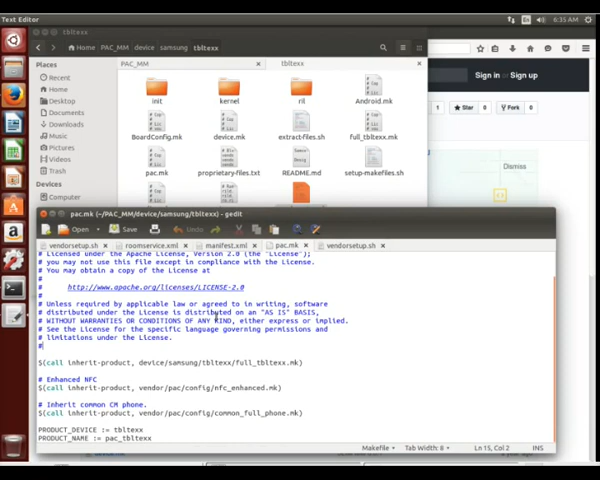 Text Editor
En
6:35 AM
tbltexx
Home
PAC_MM
device
samsung
tbltexx
Sign in or Sign up
Places
PAC_MM
tbltexx
1
Star
0
Fork
0
Recent
Home
Desktop
Documents
Downloads
Music
Pictures
Videos
Trash
Devices
Computer
init
kernel
ril
Android.mk
BoardConfig.mk
device.mk
extract-files.sh
full_tbltexx.mk
pac.mk
proprietary-files.txt
README.md
setup-makefiles.sh
Dismiss
pac.mk (~/PAC_MM/device/samsung/tbltexx) - gedit
Open
Save
Undo
vendorsetup.sh
roomservice.xml
manifest.xml
pac.mk
vendorsetup.sh
# Licensed under the Apache License, Version 2.0 (the "License");
# you may not use this file except in compliance with the License.
# You may obtain a copy of the License at
#
# http://www.apache.org/licenses/LICENSE-2.0
#
# Unless required by applicable law or agreed to in writing, software
# distributed under the License is distributed on an "AS IS" BASIS,
# WITHOUT WARRANTIES OR CONDITIONS OF ANY KIND, either express or implied.
# See the License for the specific language governing permissions and
# limitations under the License.
#
$(call inherit-product, device/samsung/tbltexx/full_tbltexx.mk)
# Enhanced NFC
$(call inherit-product, vendor/pac/config/nfc_enhanced.mk)
# Inherit common CM phone.
$(call inherit-product, vendor/pac/config/common_full_phone.mk)
PRODUCT_DEVICE := tbltexx
PRODUCT_NAME := pac_tbltexx
Makefile
Tab Width: 8
Ln 15, Col 2
INS